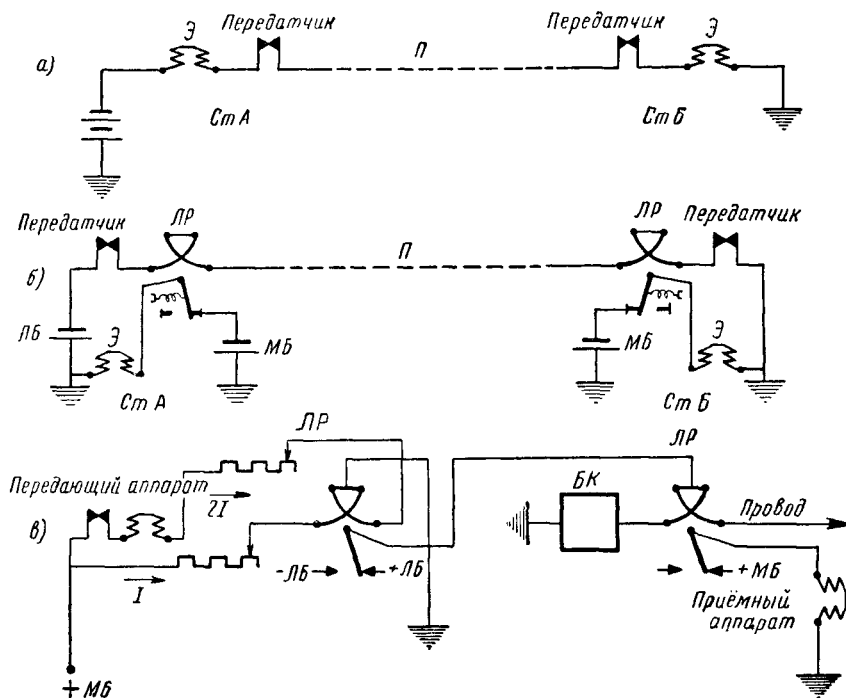 Э Передатчик П Передатчик Э
а)
Ст А Ст Б
Передатчик ЛР П ЛР Передатчик
б)
ЛБ Э МБ МБ Э
Ст А Ст Б
ЛР ЛР
Передающий аппарат 2I БК Провод
в)
I -ЛБ +ЛБ +МБ
Приёмный
аппарат
+ МБ